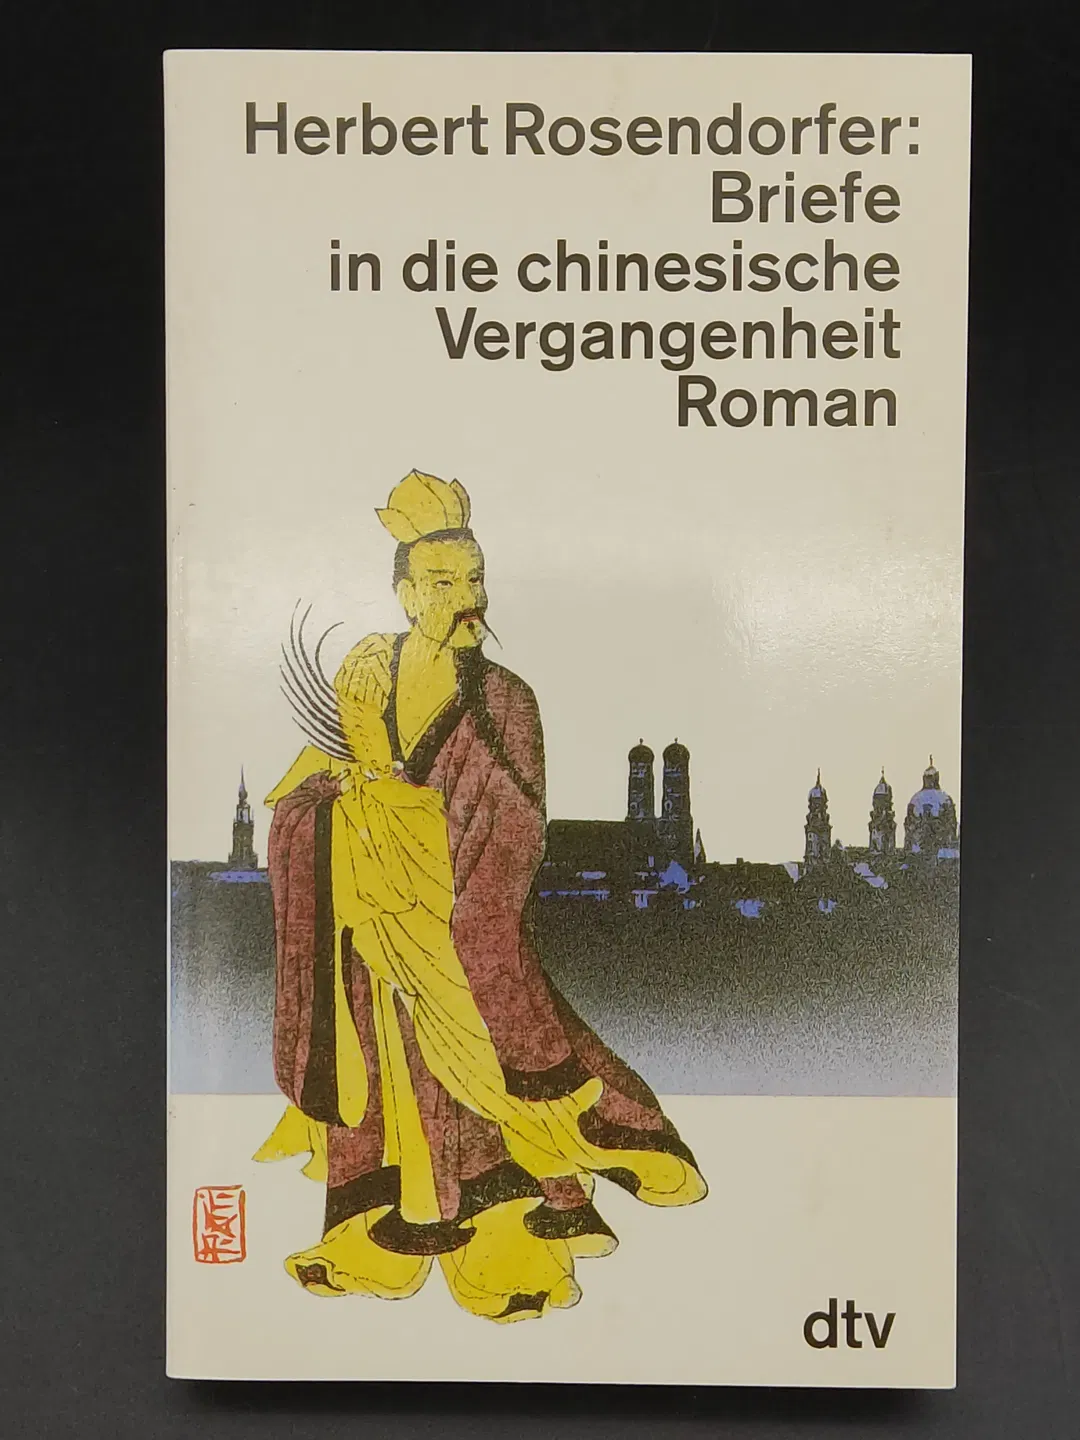 Herbert Rosendorfer:
Briefe
in die chinesische
Vergangenheit
Roman
dtv